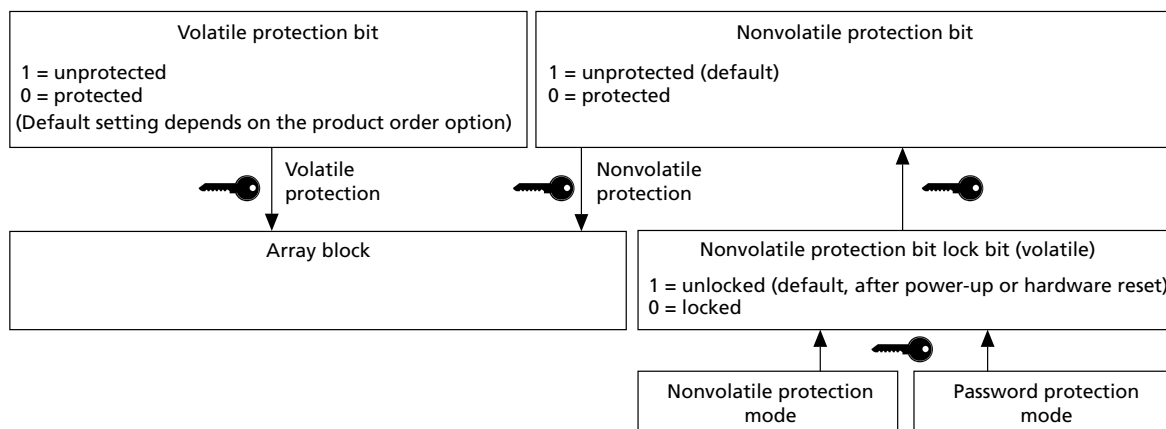 Volatile protection bit
1 = unprotected
0 = protected
(Default setting depends on the product order option)
Nonvolatile protection bit
1 = unprotected (default)
0 = protected
Volatile
protection
Nonvolatile
protection
Array block
Nonvolatile protection bit lock bit (volatile)
1 = unlocked (default, after power-up or hardware reset)
0 = locked
Nonvolatile protection
mode
Password protection
mode